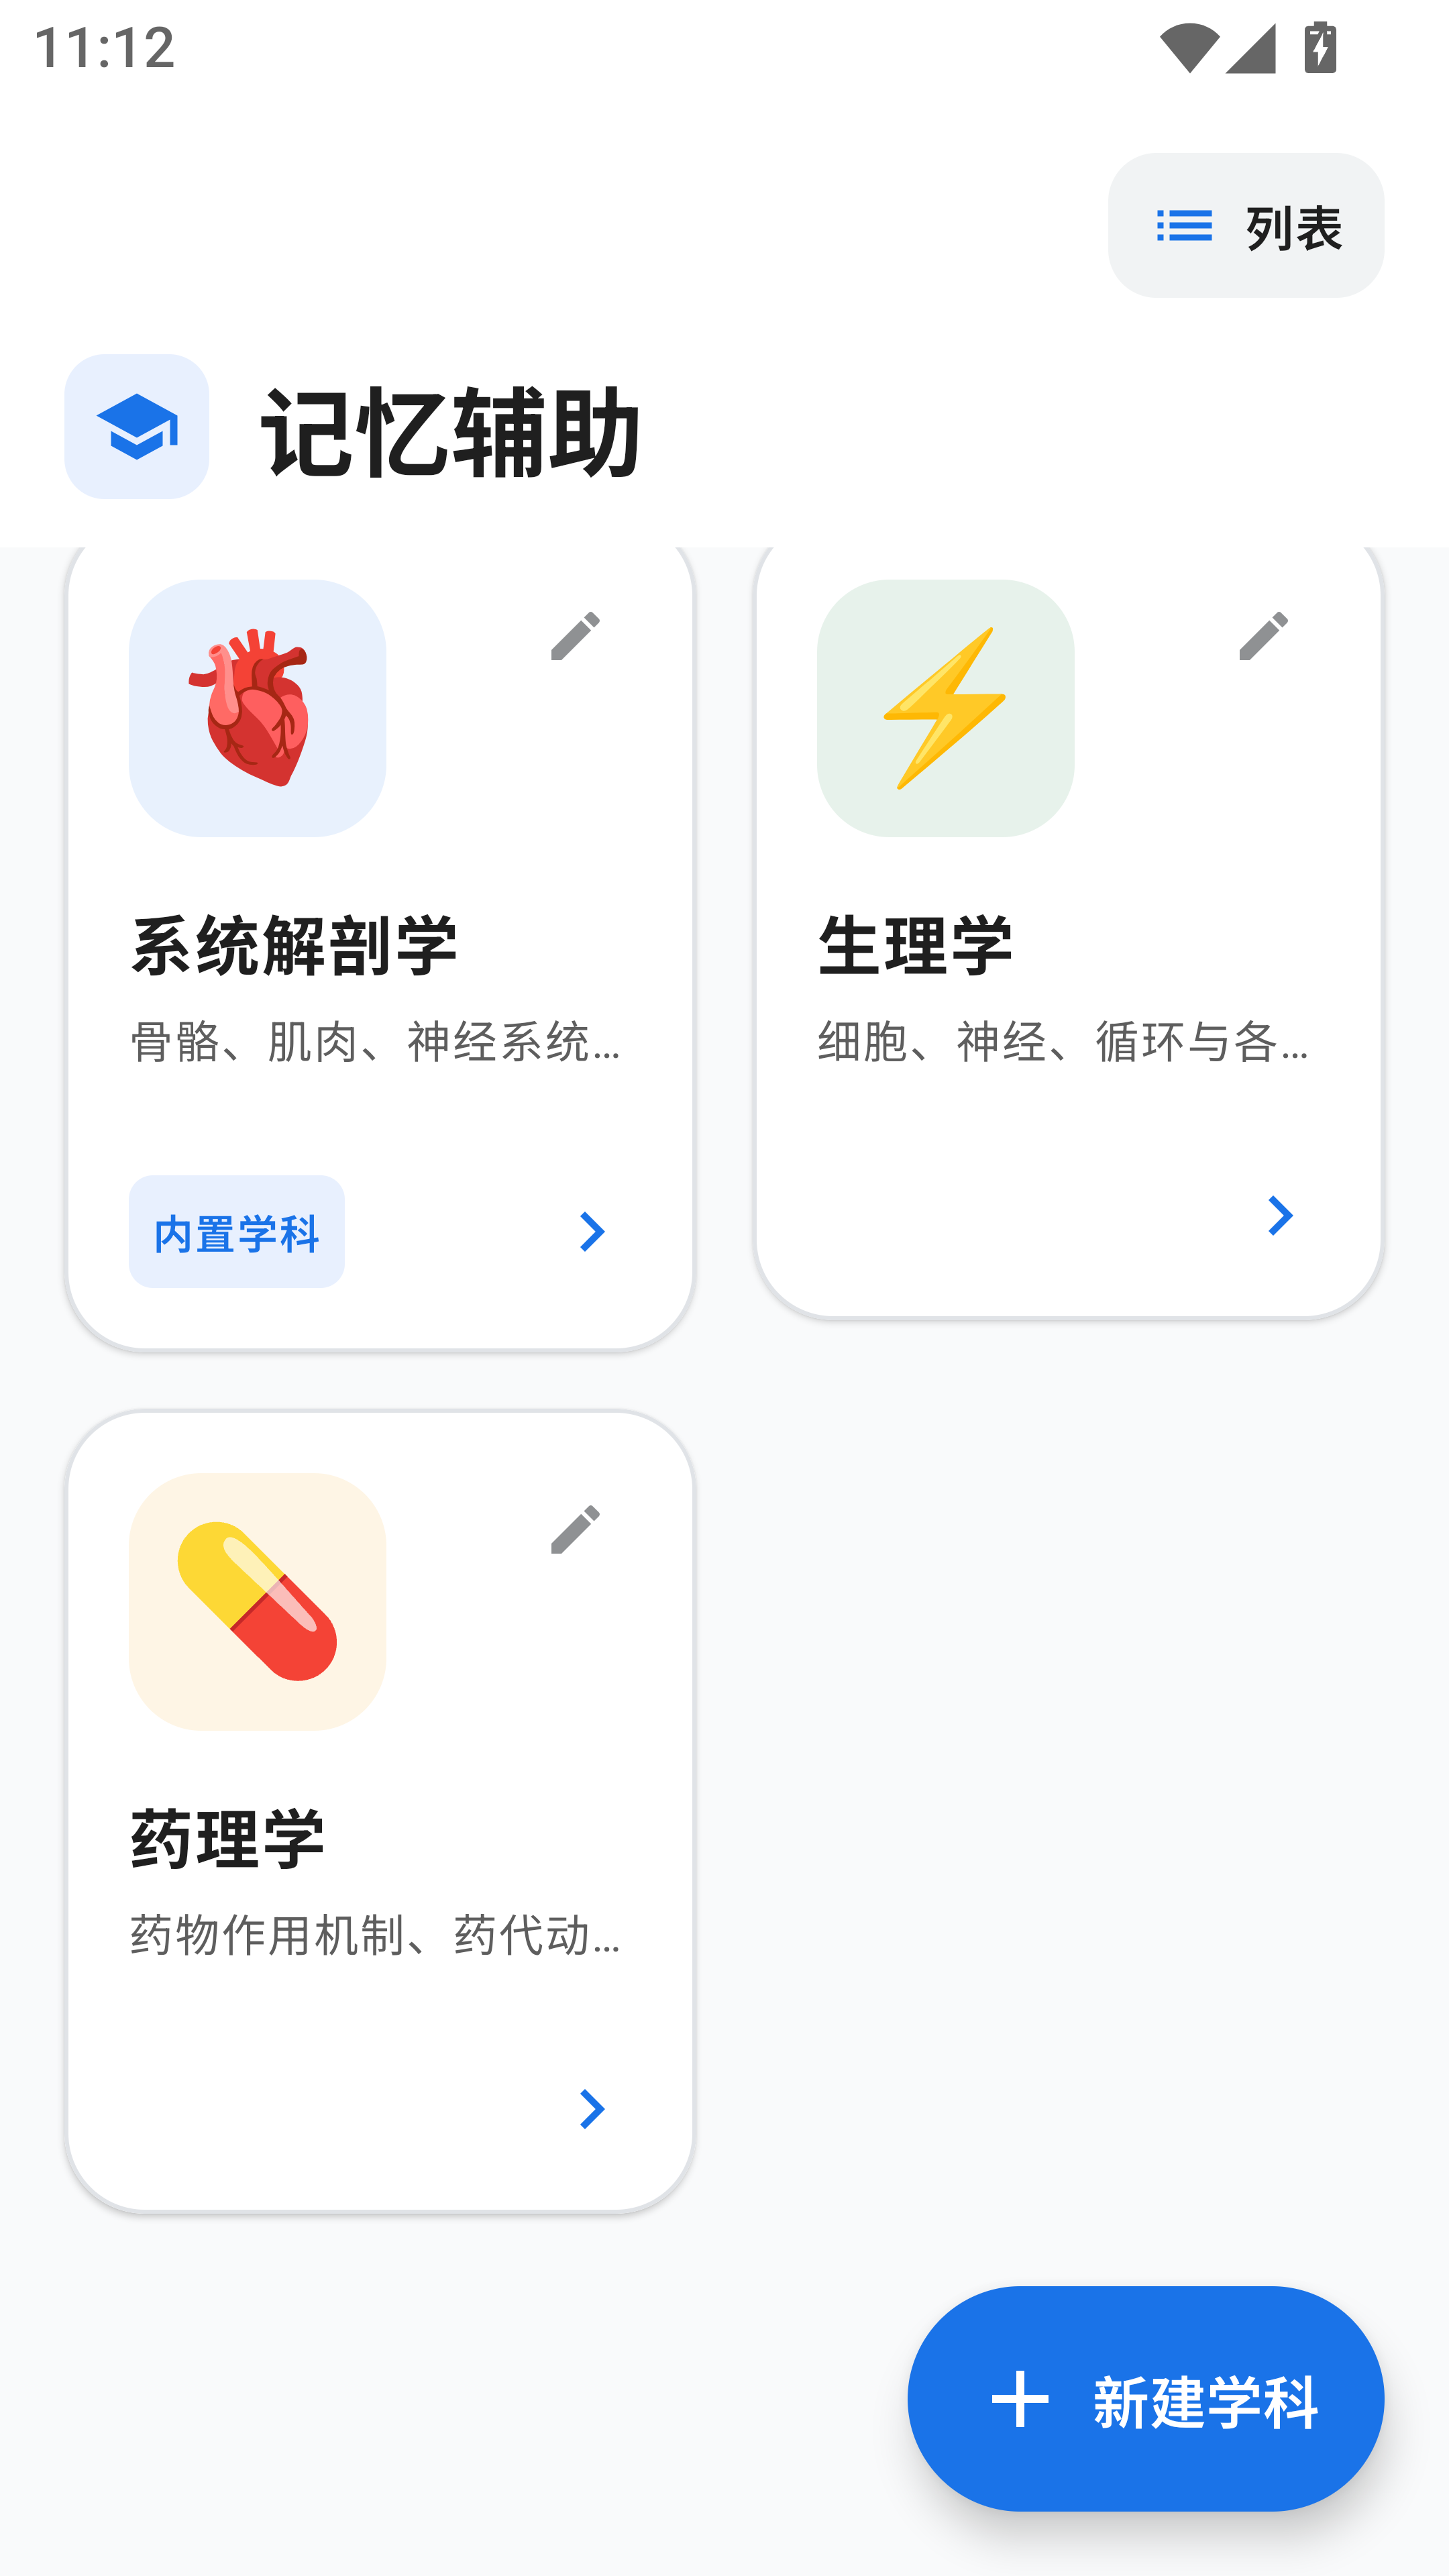 11:12
列表
记忆辅助
系统解剖学
骨骼、肌肉、神经系统...
内置学科
生理学
细胞、神经、循环与各...
药理学
药物作用机制、药代动...
新建学科